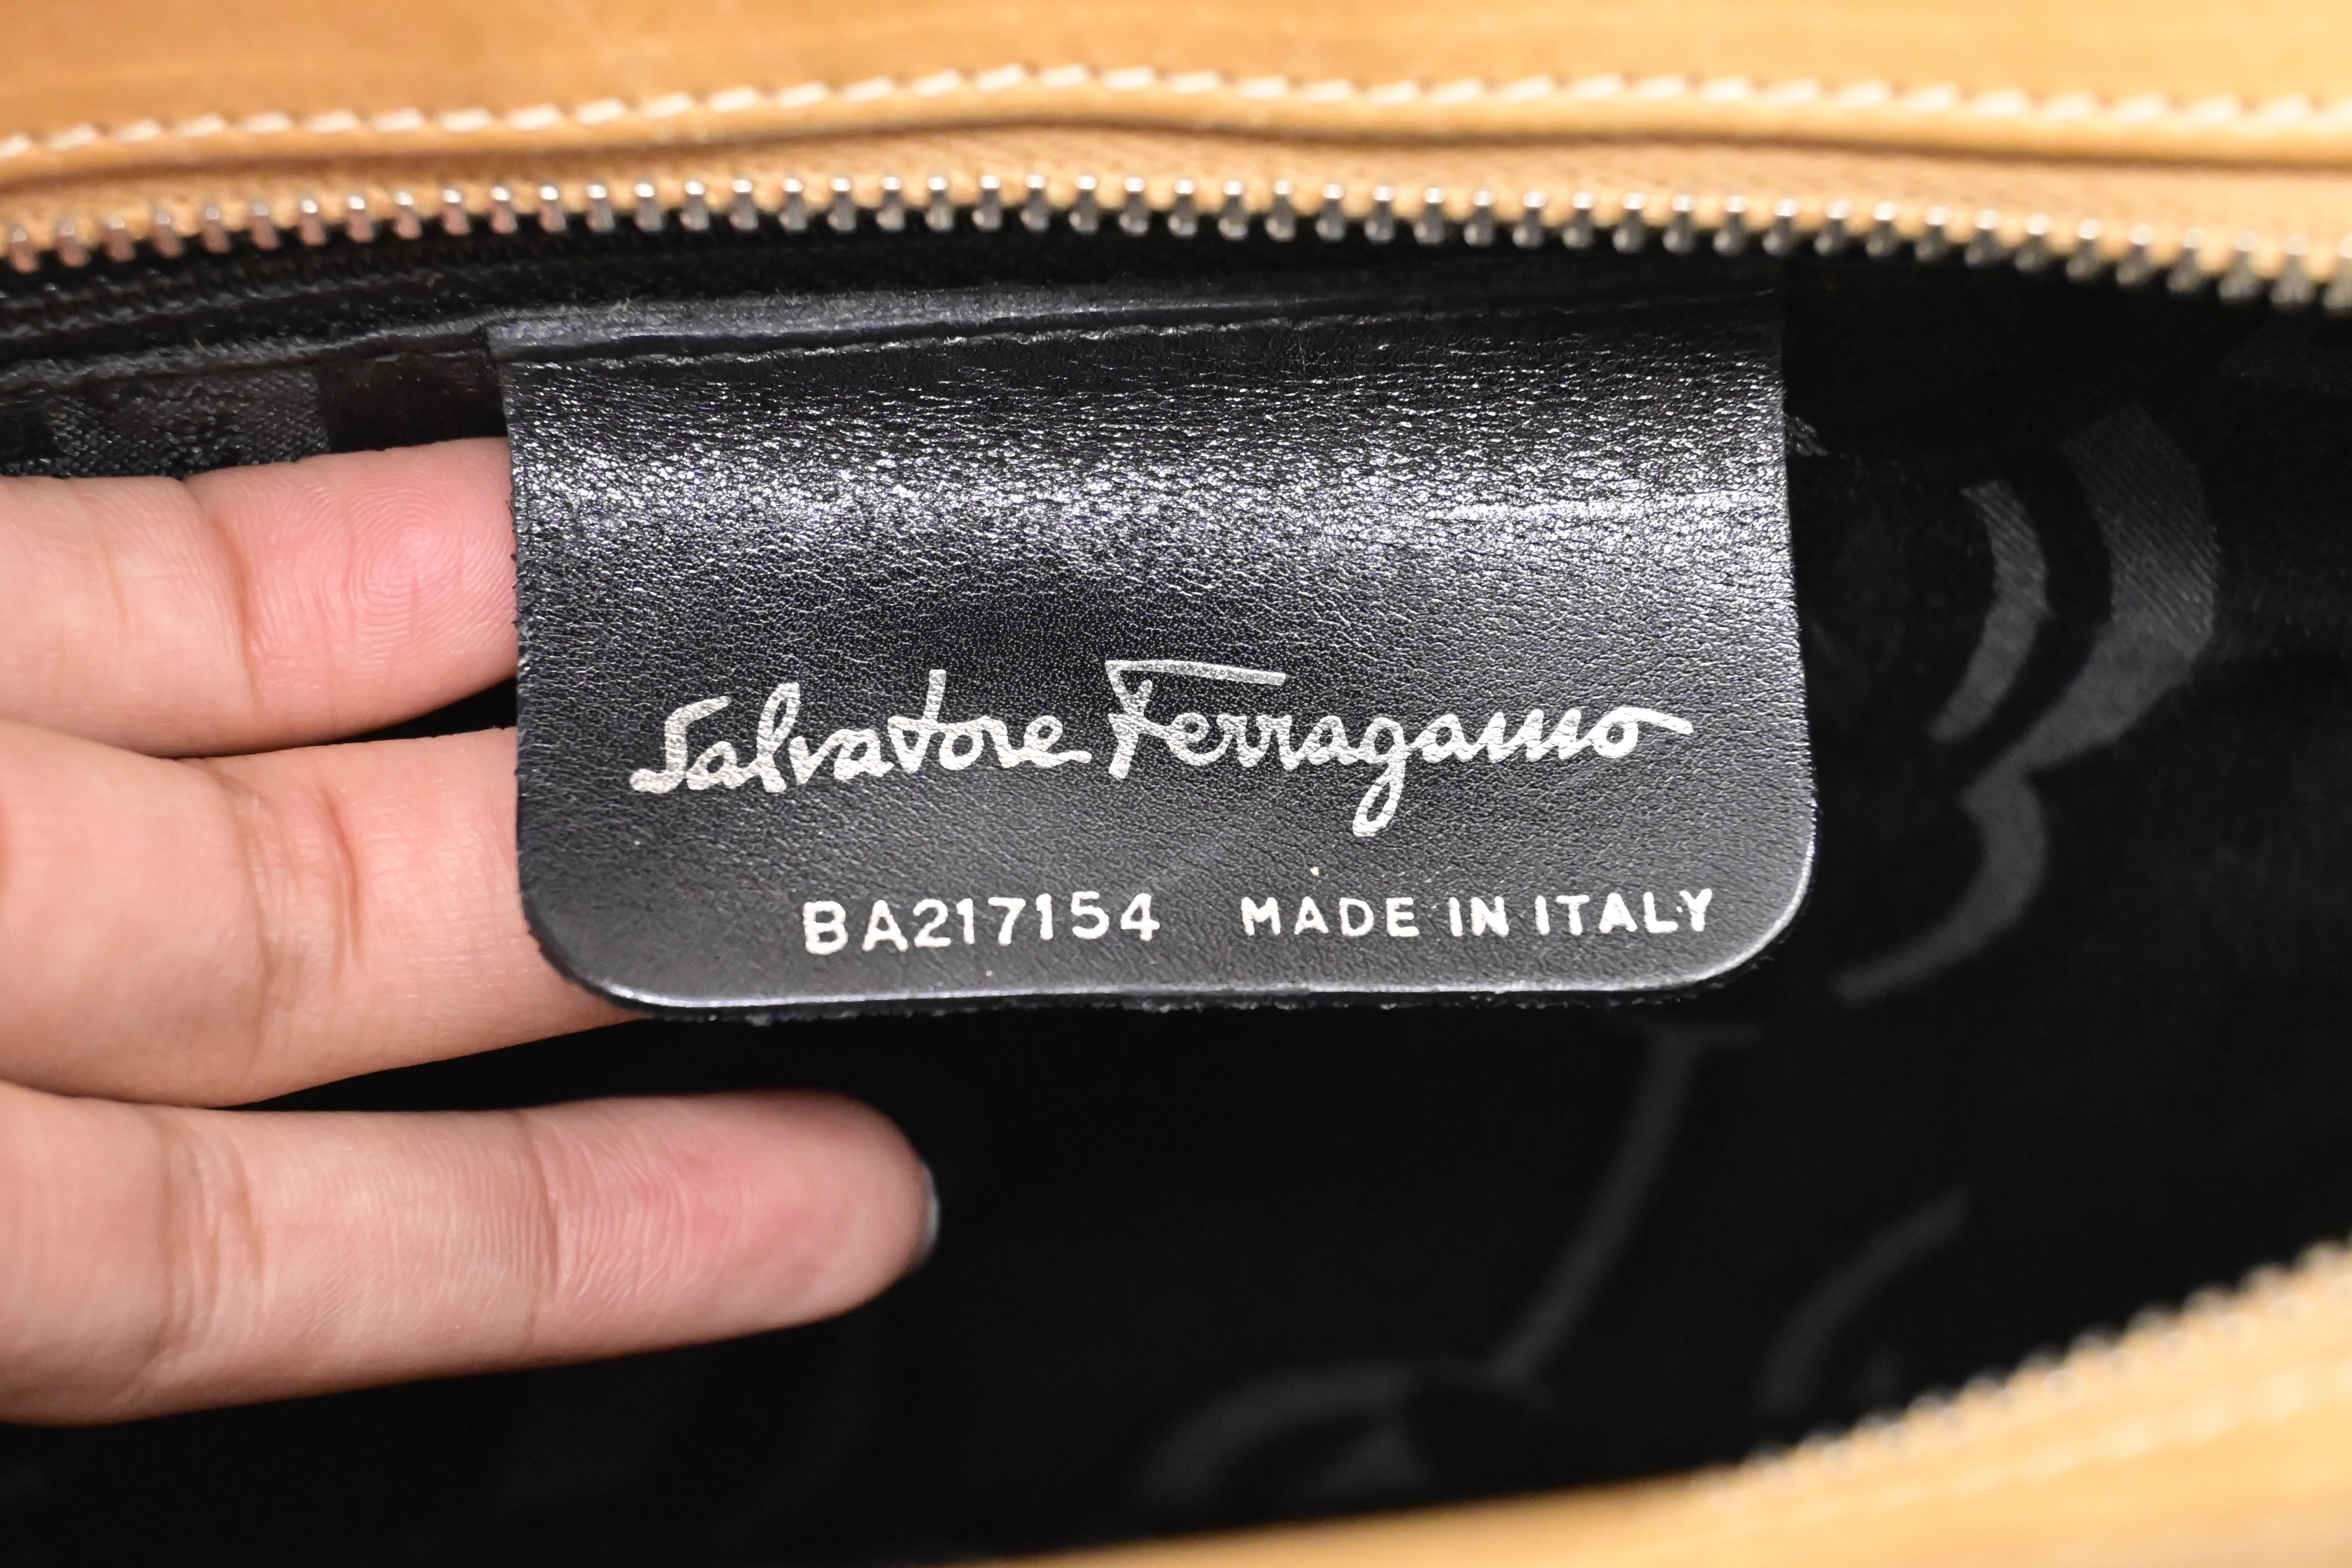 Salvatore Ferragamo
BA217154 MADE IN ITALY